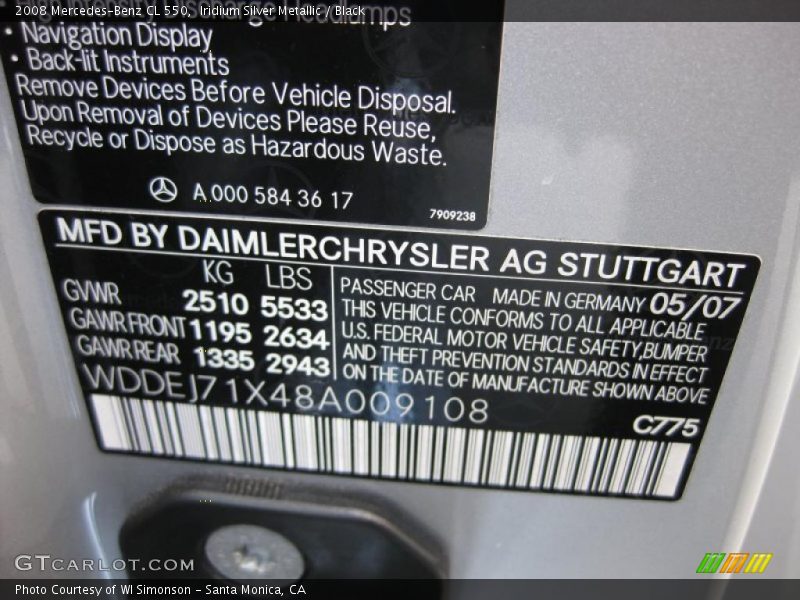 2008 Mercedes-Benz CL 550, Iridium Silver Metallic / Black
Discharge Headlamps
· Navigation Display
· Back-lit Instruments
Remove Devices Before Vehicle Disposal.
Upon Removal of Devices Please Reuse,
Recycle or Dispose as Hazardous Waste.
A 000 584 36 17
7909238
MFD BY DAIMLERCHRYSLER AG STUTTGART
KG LBS
GVWR 2510 5533
GAWR FRONT 1195 2634
GAWR REAR 1335 2943
PASSENGER CAR MADE IN GERMANY 05/07
THIS VEHICLE CONFORMS TO ALL APPLICABLE
U.S. FEDERAL MOTOR VEHICLE SAFETY,BUMPER
AND THEFT PREVENTION STANDARDS IN EFFECT
ON THE DATE OF MANUFACTURE SHOWN ABOVE
WDDEJ71X48A009108
C775
GTCARLOT.COM
Photo Courtesy of WI Simonson - Santa Monica, CA